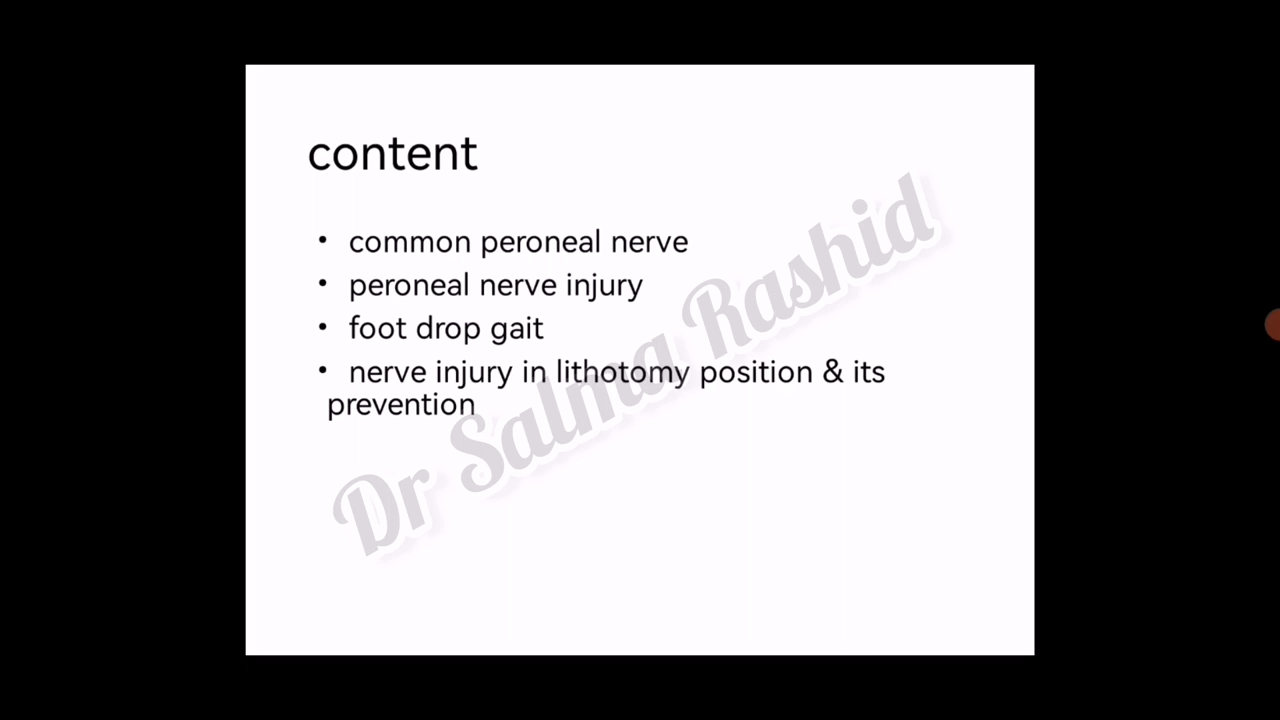 content
• common peroneal nerve
• peroneal nerve injury
• foot drop gait
• nerve injury in lithotomy position & its
prevention
Dr Salma Rashid